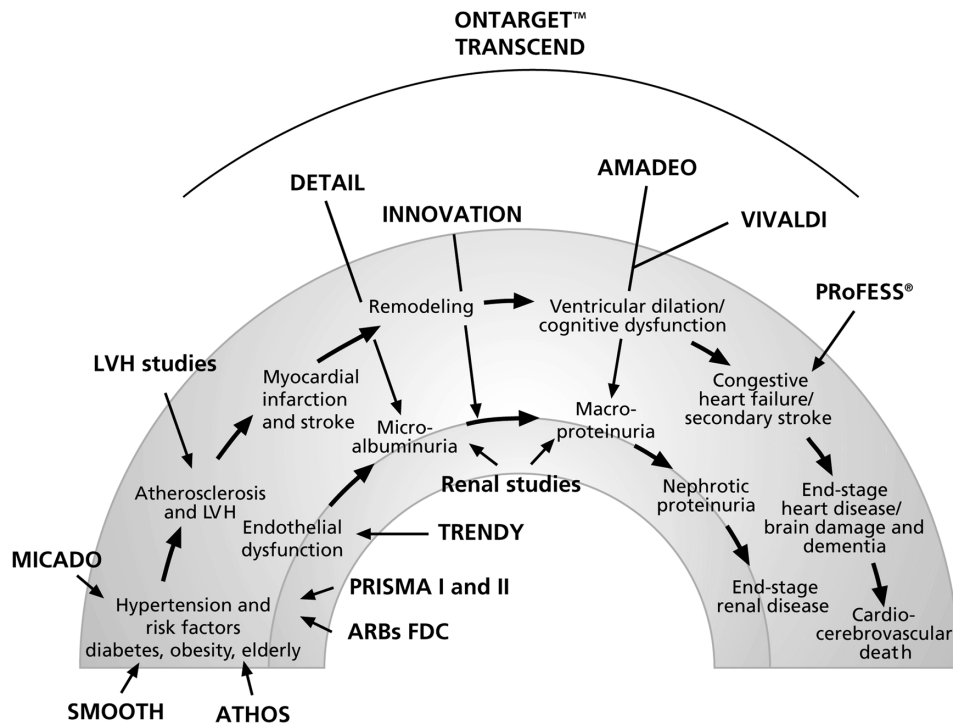 ONTARGET™
TRANSCEND
DETAIL
INNOVATION
AMADEO
VIVALDI
PRoFESS®
LVH studies
Remodeling
Ventricular dilation/
cognitive dysfunction
Myocardial
infarction
and stroke
Congestive
heart failure/
secondary stroke
Micro-
albuminuria
Macro-
proteinuria
Renal studies
Atherosclerosis
and LVH
Nephrotic
proteinuria
End-stage
heart disease/
brain damage and
dementia
Endothelial
dysfunction
TRENDY
MICADO
PRISMA I and II
End-stage
renal disease
Hypertension and
risk factors
diabetes, obesity, elderly
ARBs FDC
Cardio-
cerebrovascular
death
SMOOTH
ATHOS